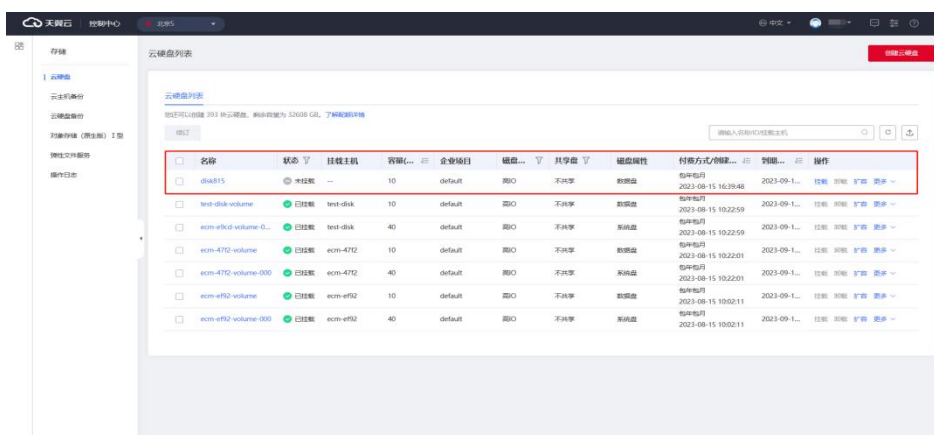 天翼云 控制中心 北京5 中文
存储
云硬盘
云主机备份
云硬盘备份
对象存储（原生版）I 型
弹性文件服务
操作日志
云硬盘列表 创建云硬盘
云硬盘列表
您还可以创建 393 块云硬盘，剩余容量为 32608 GB。了解配额详情
续订 请输入名称/ID/挂载主机
名称 状态 挂载主机 容量(... 企业项目 磁盘... 共享盘 磁盘属性 付费方式/创建... 到期... 操作
disk815 未挂载 -- 10 default 高IO 不共享 数据盘 包年包月 2023-09-1... 挂载 卸载 扩容 更多
2023-08-15 16:39:48
test-disk-volume 已挂载 test-disk 10 default 高IO 不共享 数据盘 包年包月 2023-09-1... 挂载 卸载 扩容 更多
2023-08-15 10:22:59
ecm-e9cd-volume-0... 已挂载 test-disk 40 default 高IO 不共享 系统盘 包年包月 2023-09-1... 挂载 卸载 扩容 更多
2023-08-15 10:22:59
ecm-47f2-volume 已挂载 ecm-47f2 10 default 高IO 不共享 数据盘 包年包月 2023-09-1... 挂载 卸载 扩容 更多
2023-08-15 10:22:01
ecm-47f2-volume-000 已挂载 ecm-47f2 40 default 高IO 不共享 系统盘 包年包月 2023-09-1... 挂载 卸载 扩容 更多
2023-08-15 10:22:01
ecm-ef92-volume 已挂载 ecm-ef92 10 default 高IO 不共享 数据盘 包年包月 2023-09-1... 挂载 卸载 扩容 更多
2023-08-15 10:02:11
ecm-ef92-volume-000 已挂载 ecm-ef92 40 default 高IO 不共享 系统盘 包年包月 2023-09-1... 挂载 卸载 扩容 更多
2023-08-15 10:02:11